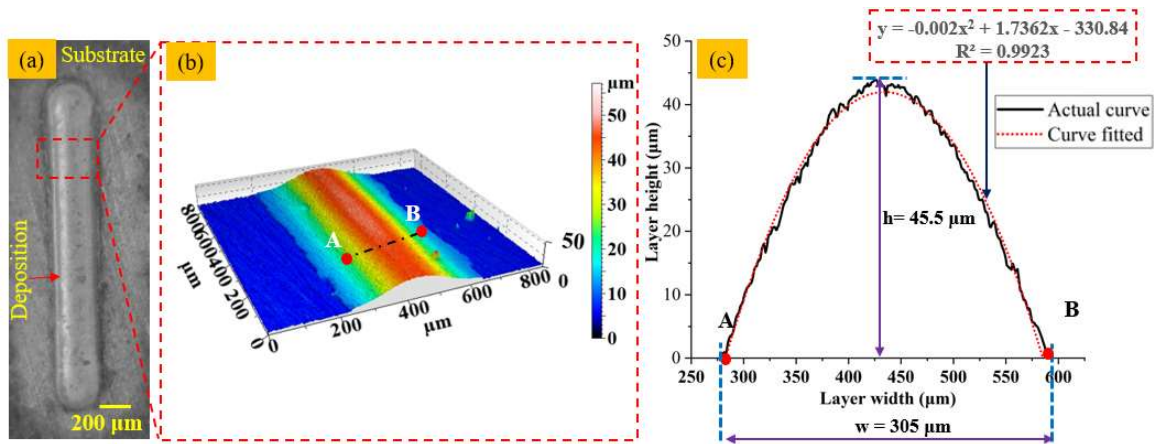 (a)
Substrate
Deposition
200 μm
(b)
μm
50
40
30
20
10
0
A
B
800
600
400
200
0
μm
0
200
400
600
800
μm
50
0
(c)
y = -0.002x² + 1.7362x - 330.84
R² = 0.9923
Actual curve
Curve fitted
Layer height (μm)
50
40
30
20
10
0
h= 45.5 μm
A
B
250 300 350 400 450 500 550 600
Layer width (μm)
w = 305 μm